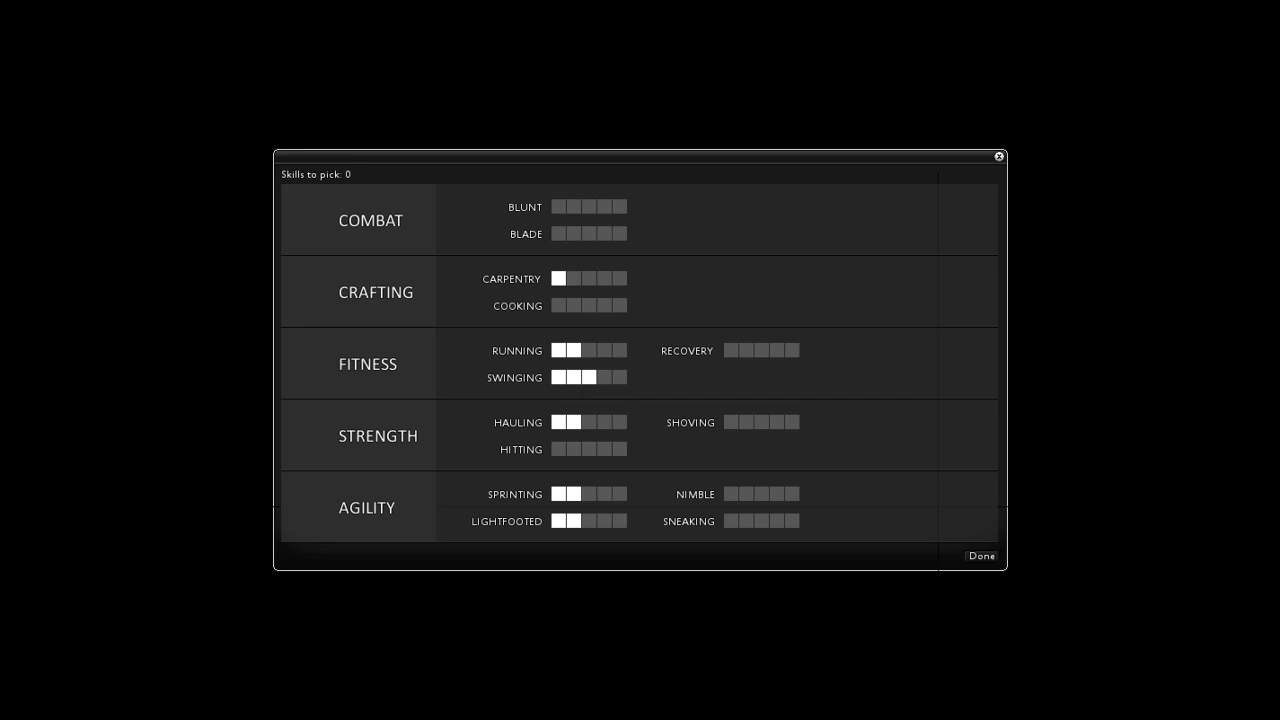 Skills to pick: 0
COMBAT
BLUNT
BLADE
CRAFTING
CARPENTRY
COOKING
FITNESS
RUNNING RECOVERY
SWINGING
STRENGTH
HAULING SHOVING
HITTING
AGILITY
SPRINTING NIMBLE
LIGHTFOOTED SNEAKING
Done